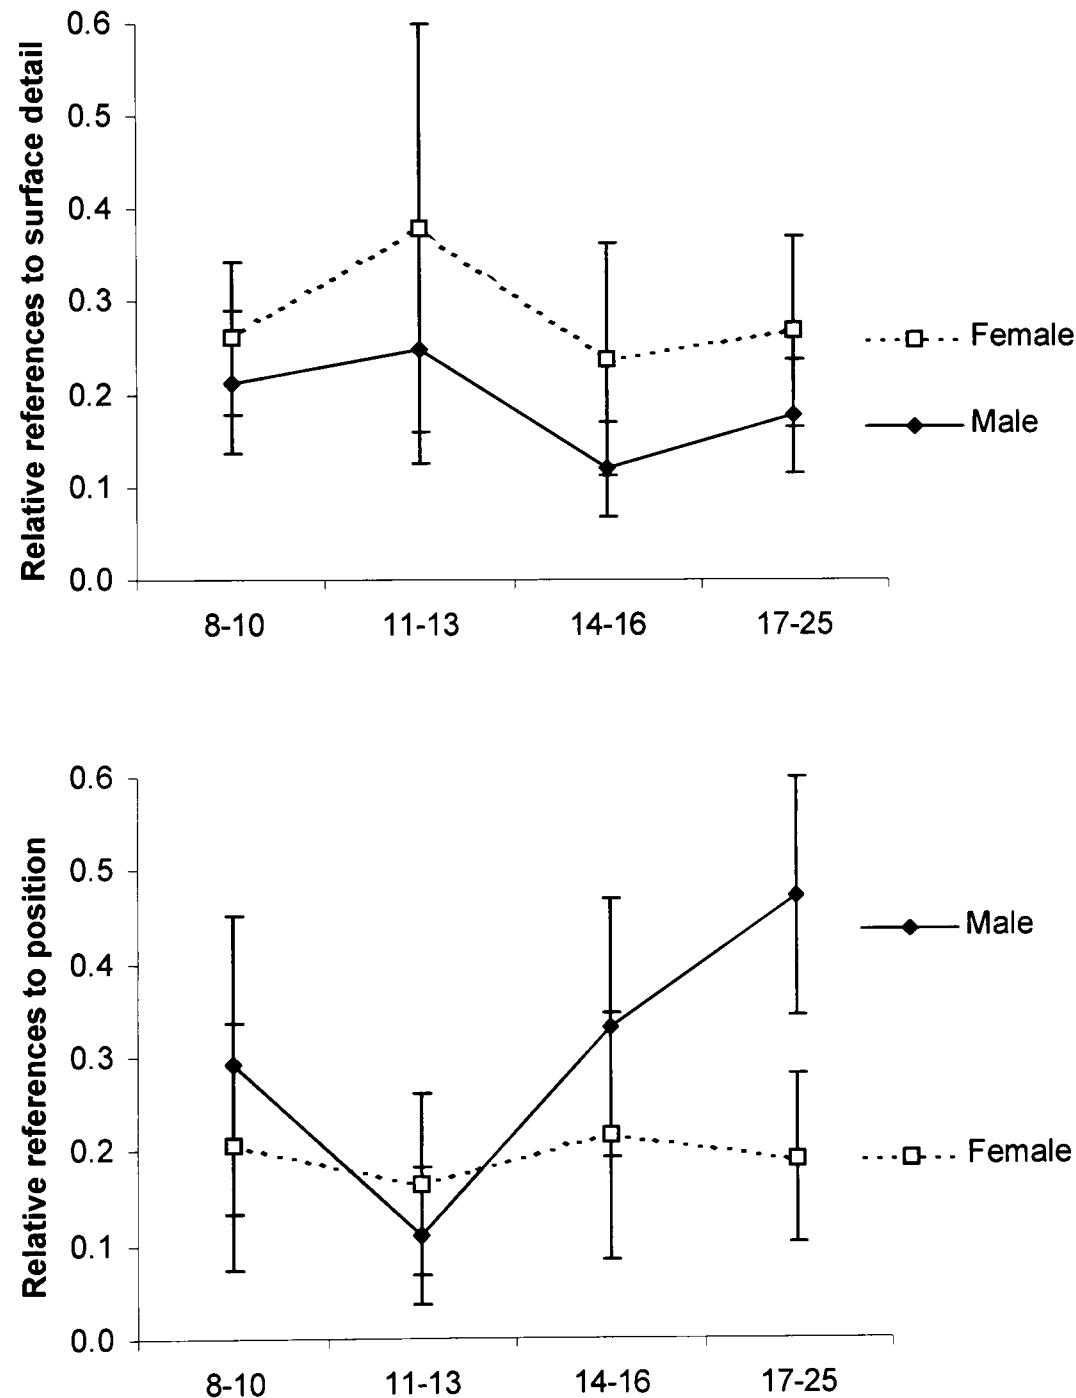 Relative references to surface detail
0.6
0.5
0.4
0.3
0.2
0.1
0.0
8-10 11-13 14-16 17-25
Female
Male
Relative references to position
0.6
0.5
0.4
0.3
0.2
0.1
0.0
8-10 11-13 14-16 17-25
Male
Female